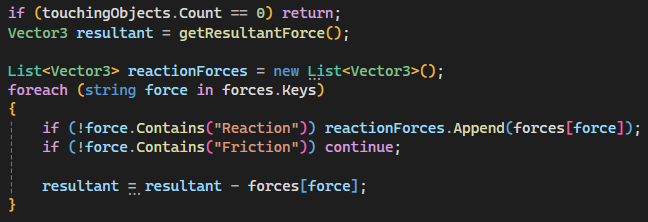 if (touchingObjects.Count == 0) return;
Vector3 resultant = getResultantForce();

List<Vector3> reactionForces = new List<Vector3>();
foreach (string force in forces.Keys)
{
    if (!force.Contains("Reaction")) reactionForces.Append(forces[force]);
    if (!force.Contains("Friction")) continue;

    resultant = resultant - forces[force];
}